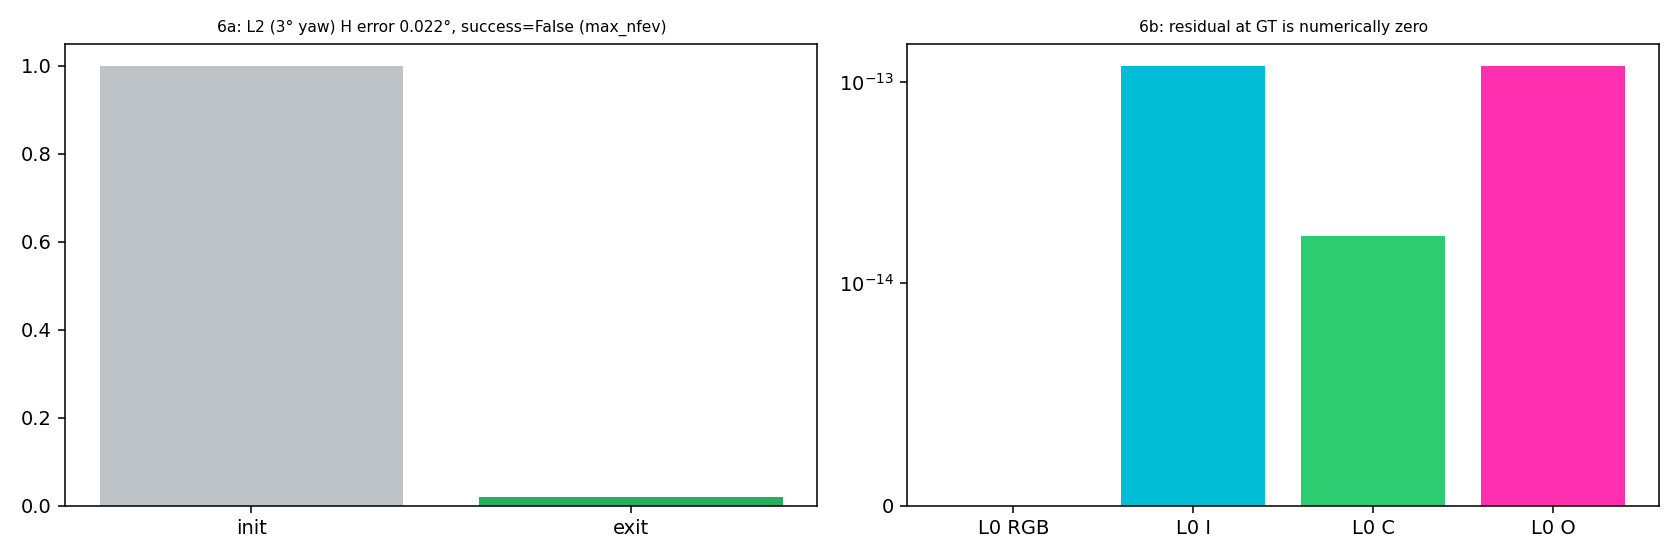 6a: L2 (3° yaw) H error 0.022°, success=False (max_nfev)
1.0
0.8
0.6
0.4
0.2
0.0
init
exit
6b: residual at GT is numerically zero
10⁻¹³
10⁻¹⁴
0
L0 RGB
L0 I
L0 C
L0 O